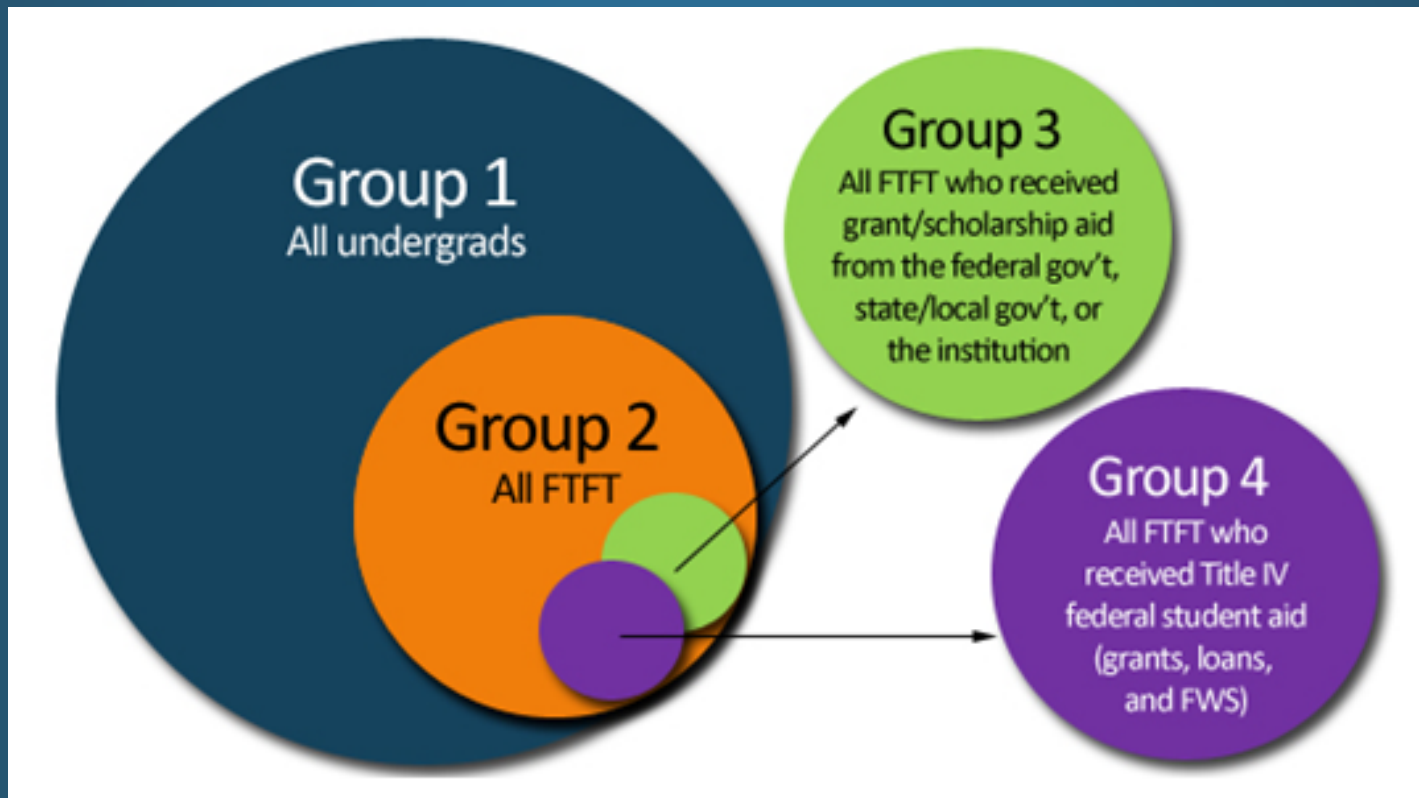 Group 1
All undergrads
Group 2
All FTFT
Group 3
All FTFT who received
grant/scholarship aid
from the federal gov't,
state/local gov't, or
the institution
Group 4
All FTFT who
received Title IV
federal student aid
(grants, loans,
and FWS)